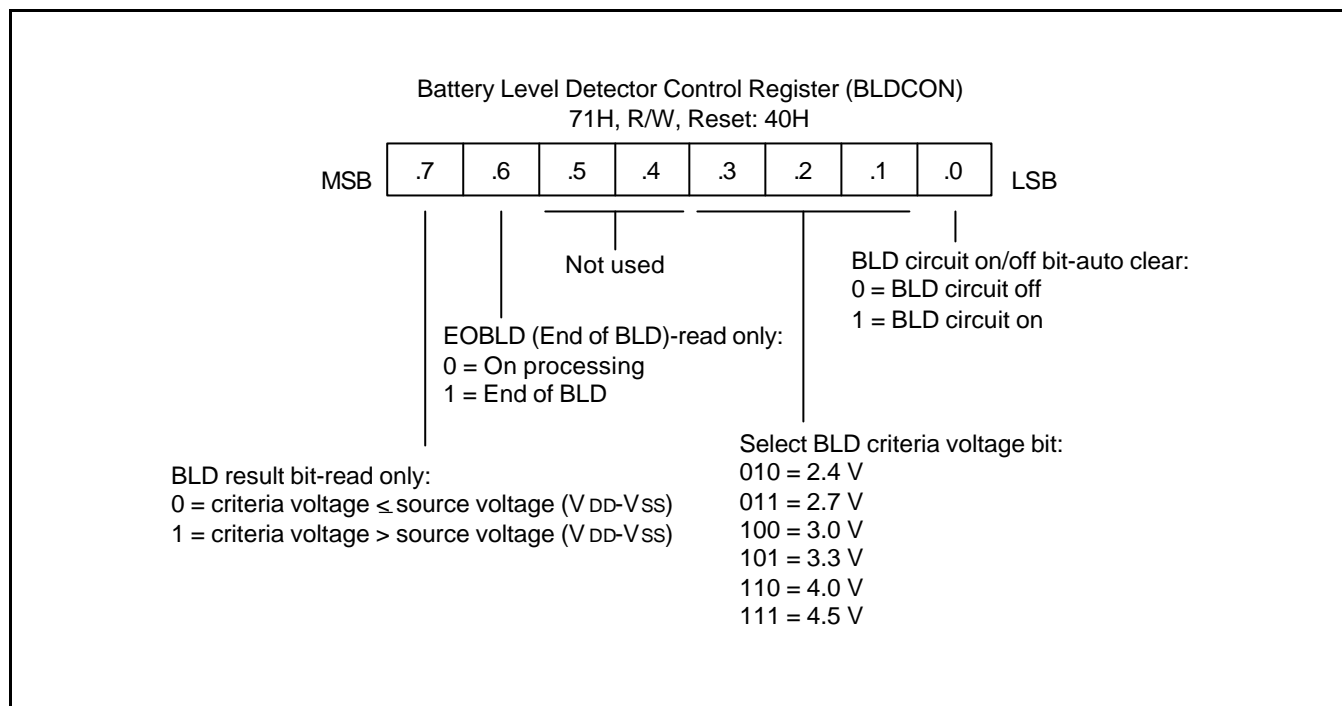 Battery Level Detector Control Register (BLDCON)
71H, R/W, Reset: 40H
MSB .7 .6 .5 .4 .3 .2 .1 .0 LSB
Not used
BLD circuit on/off bit-auto clear:
0 = BLD circuit off
1 = BLD circuit on
EOBLD (End of BLD)-read only:
0 = On processing
1 = End of BLD
Select BLD criteria voltage bit:
010 = 2.4 V
011 = 2.7 V
100 = 3.0 V
101 = 3.3 V
110 = 4.0 V
111 = 4.5 V
BLD result bit-read only:
0 = criteria voltage ≤ source voltage (V DD-VSS)
1 = criteria voltage > source voltage (V DD-VSS)